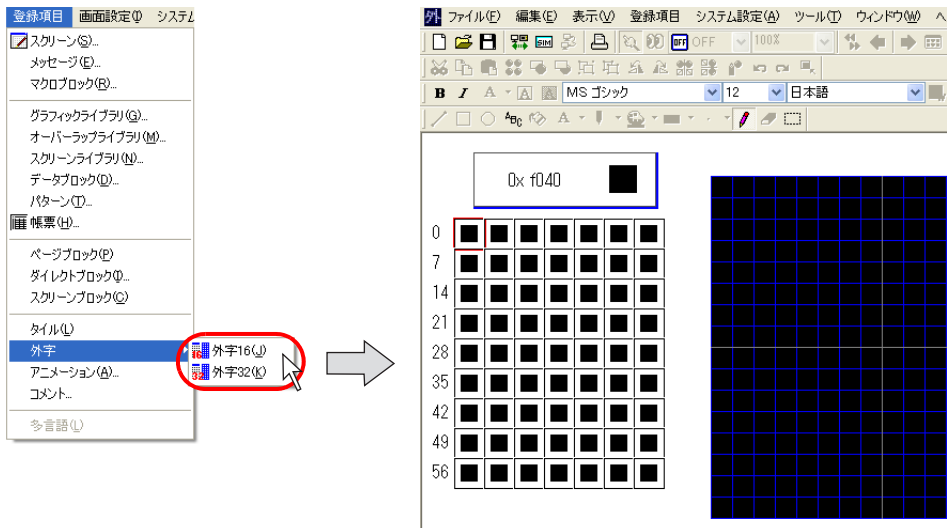 登録項目 画面設定(I) システム
スクリーン(S)...
メッセージ(E)...
マクロブロック(R)...
グラフィックライブラリ(G)...
オーバーラップライブラリ(M)...
スクリーンライブラリ(N)...
データブロック(D)...
パターン(T)...
帳票(H)...
ページブロック(P)
ダイレクトブロック(I)...
スクリーンブロック(C)
タイル(L)
外字
アニメーション(A)...
コメント...
多言語(L)
外字16(J)
外字32(K)
外 ファイル(F) 編集(E) 表示(V) 登録項目 システム設定(A) ツール(T) ウィンドウ(W) ヘ
SIM OFF OFF 100%
B I A A MS ゴシック 12 日本語
ABC A
0x f040
0
7
14
21
28
35
42
49
56